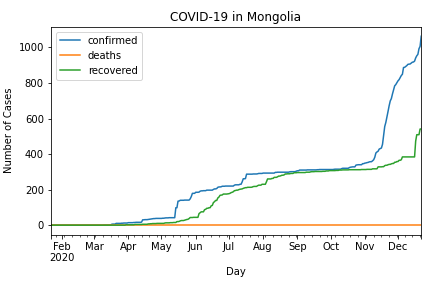 COVID-19 in Mongolia
confirmed
deaths
recovered
Number of Cases
1000
800
600
400
200
0
Feb Mar Apr May Jun Jul Aug Sep Oct Nov Dec
2020
Day